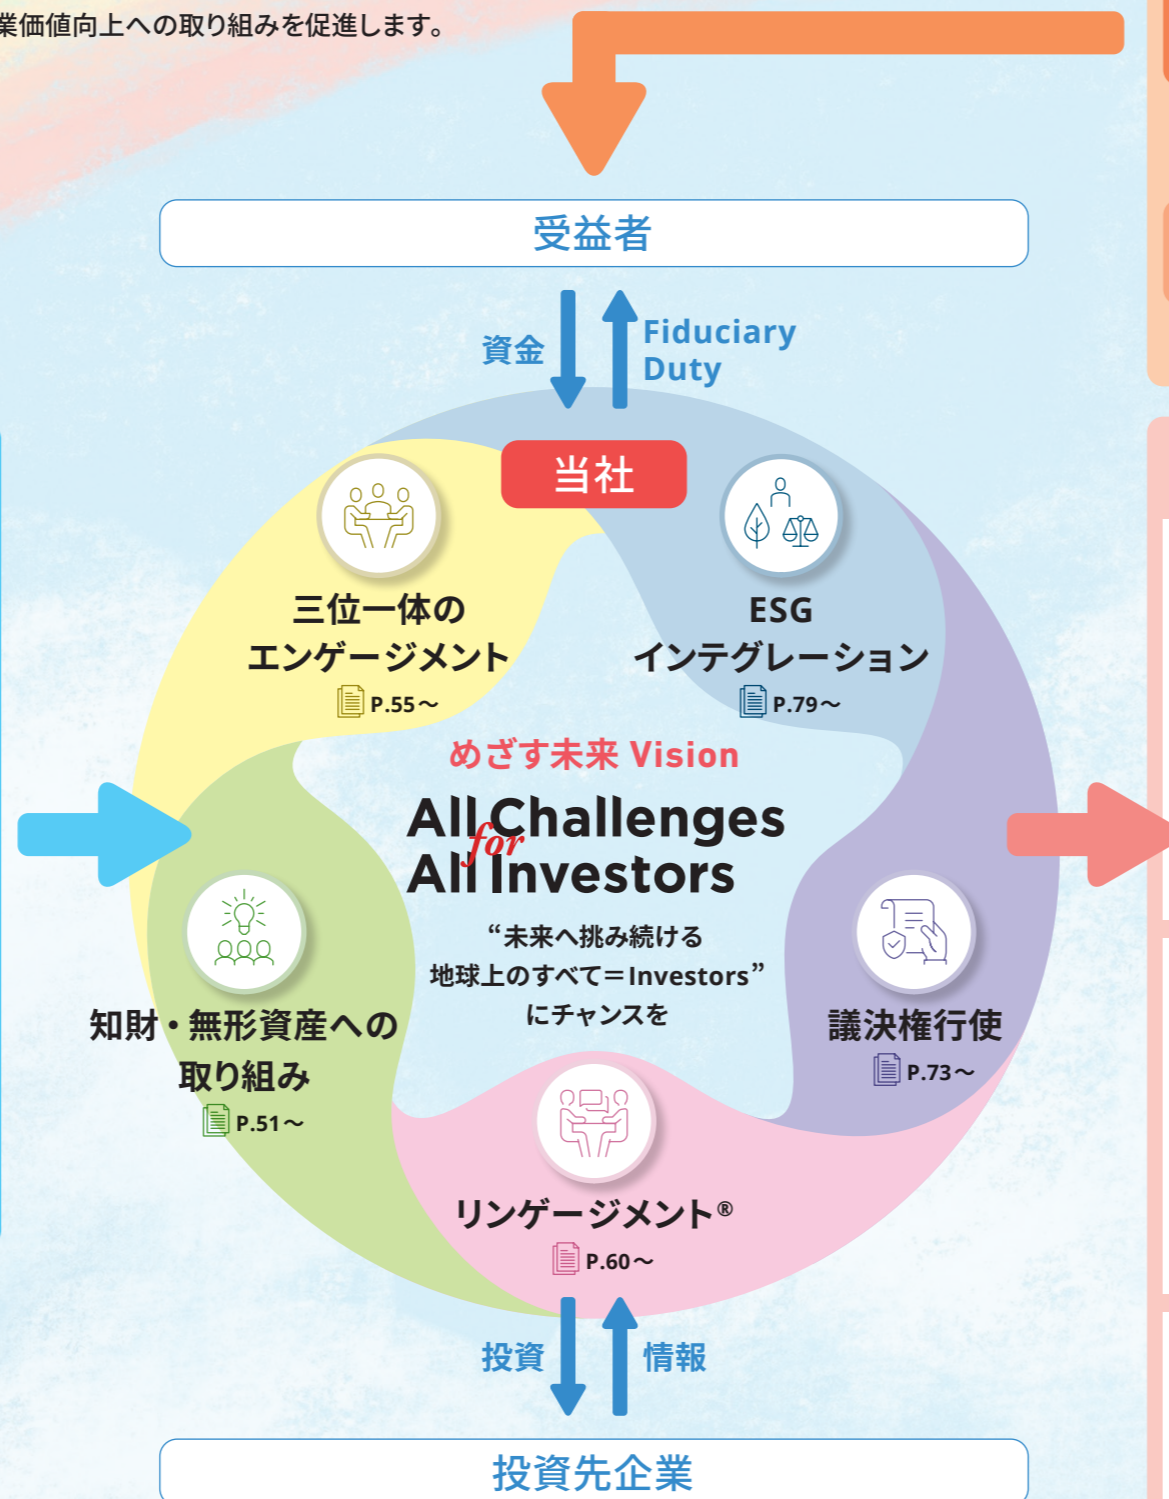 業価値向上への取り組みを促進します。
受益者
資金
Fiduciary
Duty
当社
三位一体の
エンゲージメント
P.55～
ESG
インテグレーション
P.79～
めざす未来 Vision
All Challenges
for
All Investors
“未来へ挑み続ける
地球上のすべて＝Investors”
にチャンスを
知財・無形資産への
取り組み
P.51～
議決権行使
P.73～
リンゲージメント®
P.60～
投資
情報
投資先企業